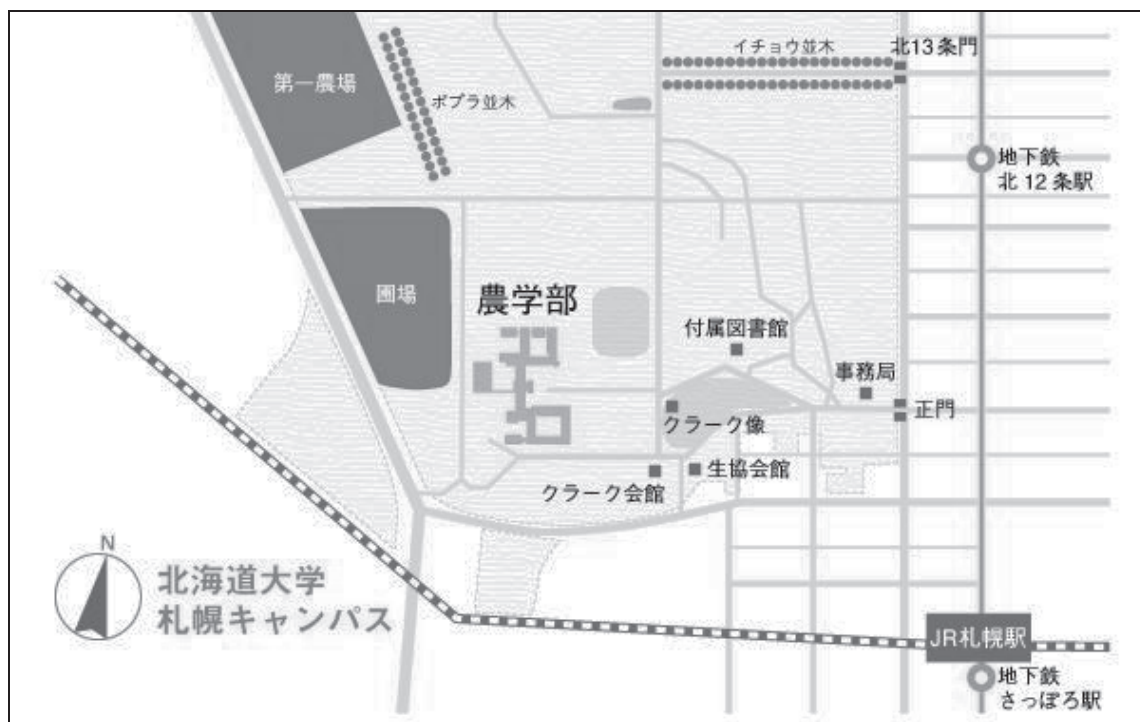 イチョウ並木
北13条門
第一農場
ポプラ並木
地下鉄
北12条駅
圃場
農学部
付属図書館
事務局
正門
クラーク像
生協会館
クラーク会館
N
北海道大学
札幌キャンパス
JR札幌駅
地下鉄
さっぽろ駅